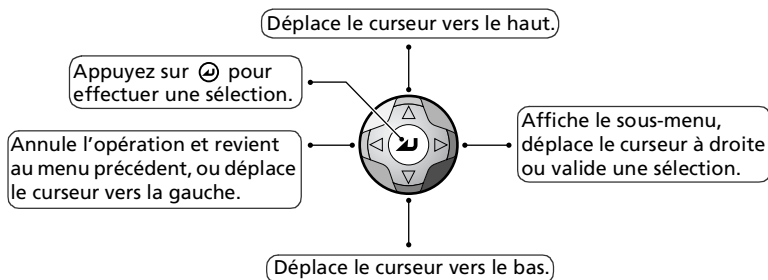 Déplace le curseur vers le haut.
Appuyez sur pour
effectuer une sélection.
Annule l’opération et revient
au menu précédent, ou déplace
le curseur vers la gauche.
Affiche le sous-menu,
déplace le curseur à droite
ou valide une sélection.
Déplace le curseur vers le bas.